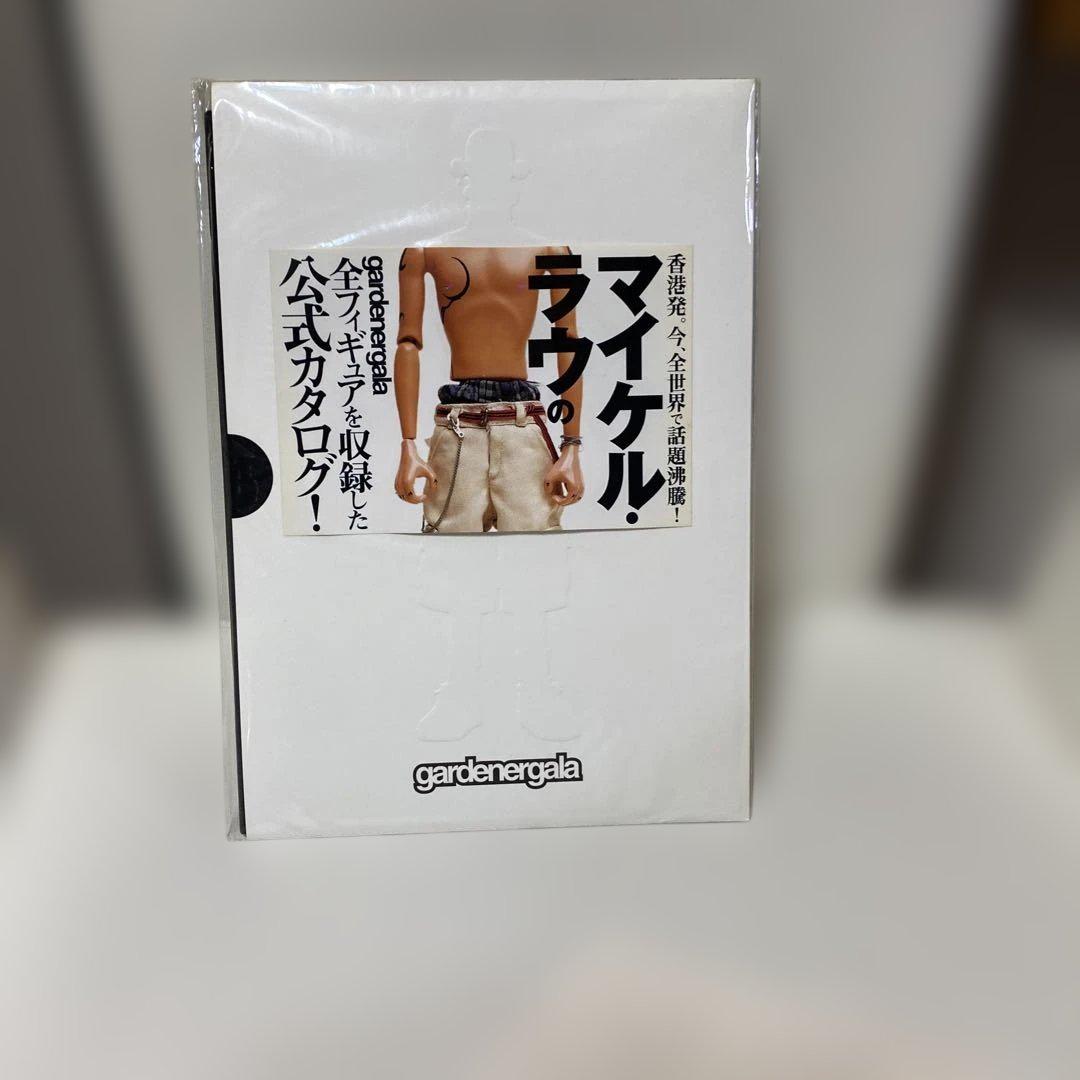 香港発。今、全世界で話題沸騰!
マイケル・
ラウの
gardenergala
全フィギュアを収録した
公式カタログ!
gardenergala